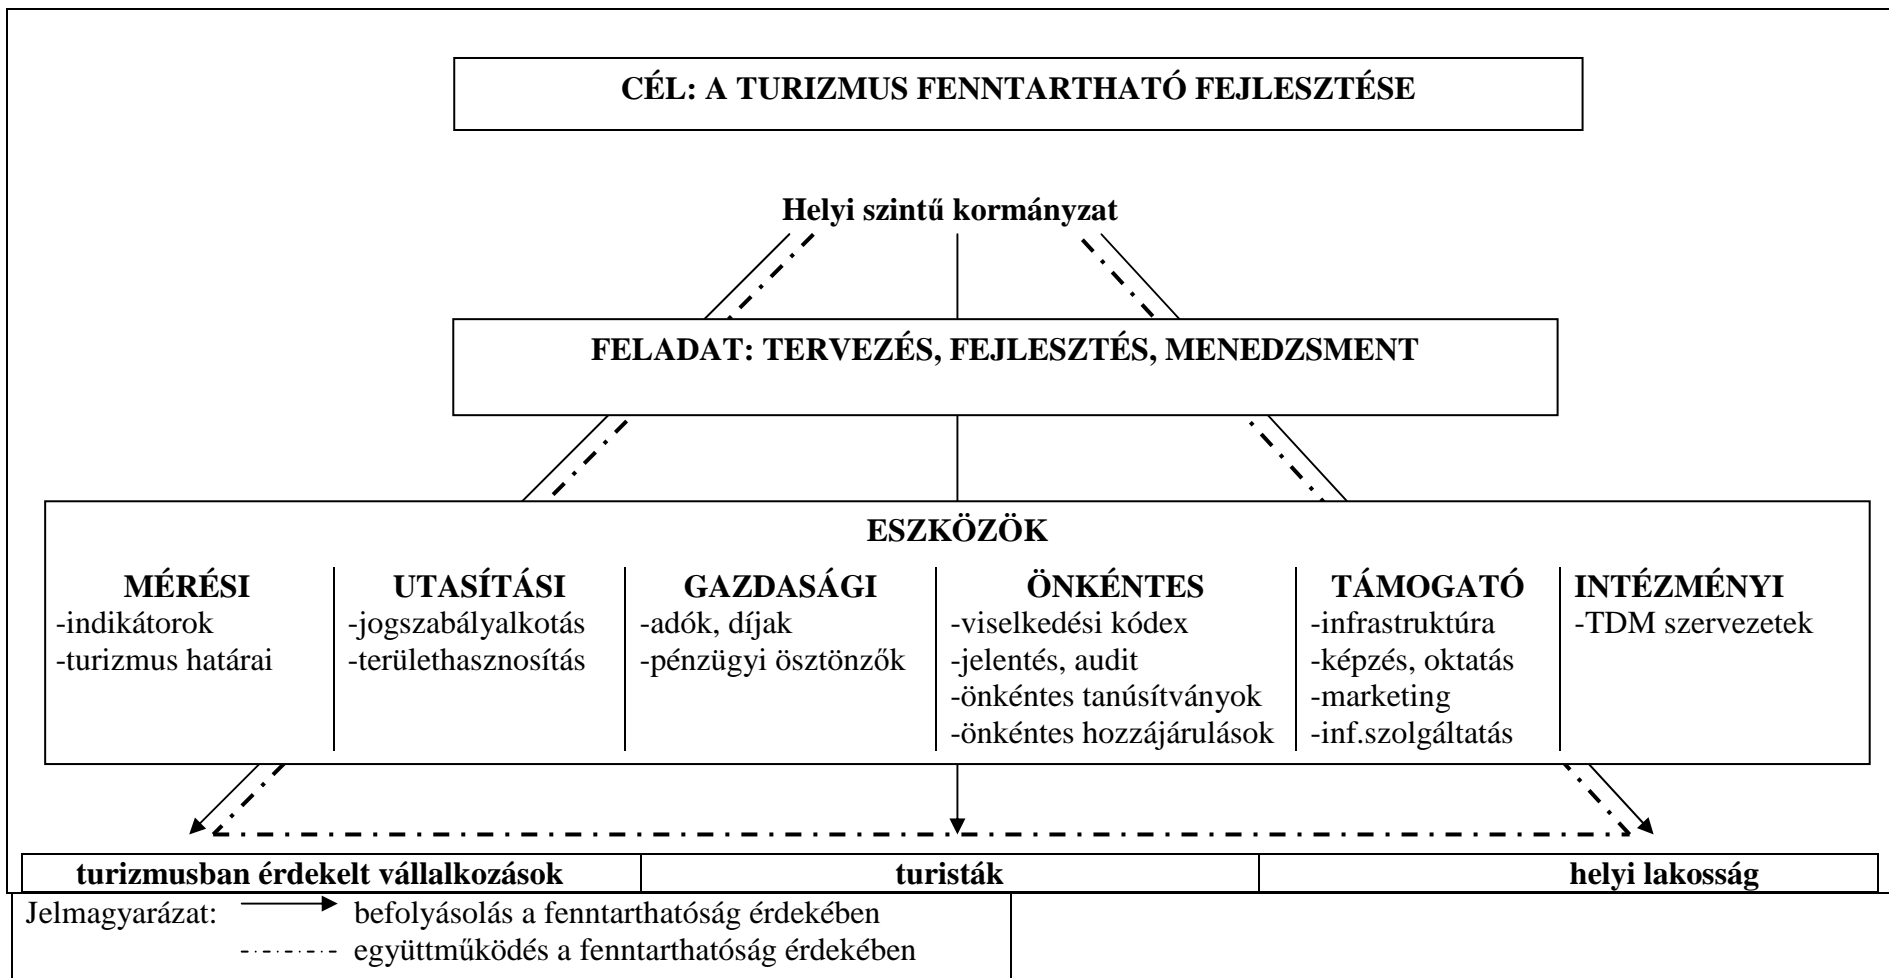 CÉL: A TURIZMUS FENNTARTHATÓ FEJLESZTÉSE
Helyi szintű kormányzat
FELADAT: TERVEZÉS, FEJLESZTÉS, MENEDZSMENT
ESZKÖZÖK
MÉRÉSI
-indikátorok
-turizmus határai
UTASÍTÁSI
-jogszabályalkotás
-területhasznosítás
GAZDASÁGI
-adók, díjak
-pénzügyi ösztönzők
ÖNKÉNTES
-viselkedési kódex
-jelentés, audit
-önkéntes tanúsítványok
-önkéntes hozzájárulások
TÁMOGATÓ
-infrastruktúra
-képzés, oktatás
-marketing
-inf.szolgáltatás
INTÉZMÉNYI
-TDM szervezetek
turizmusban érdekelt vállalkozások
turisták
helyi lakosság
Jelmagyarázat: befolyásolás a fenntarthatóság érdekében
együttműködés a fenntarthatóság érdekében